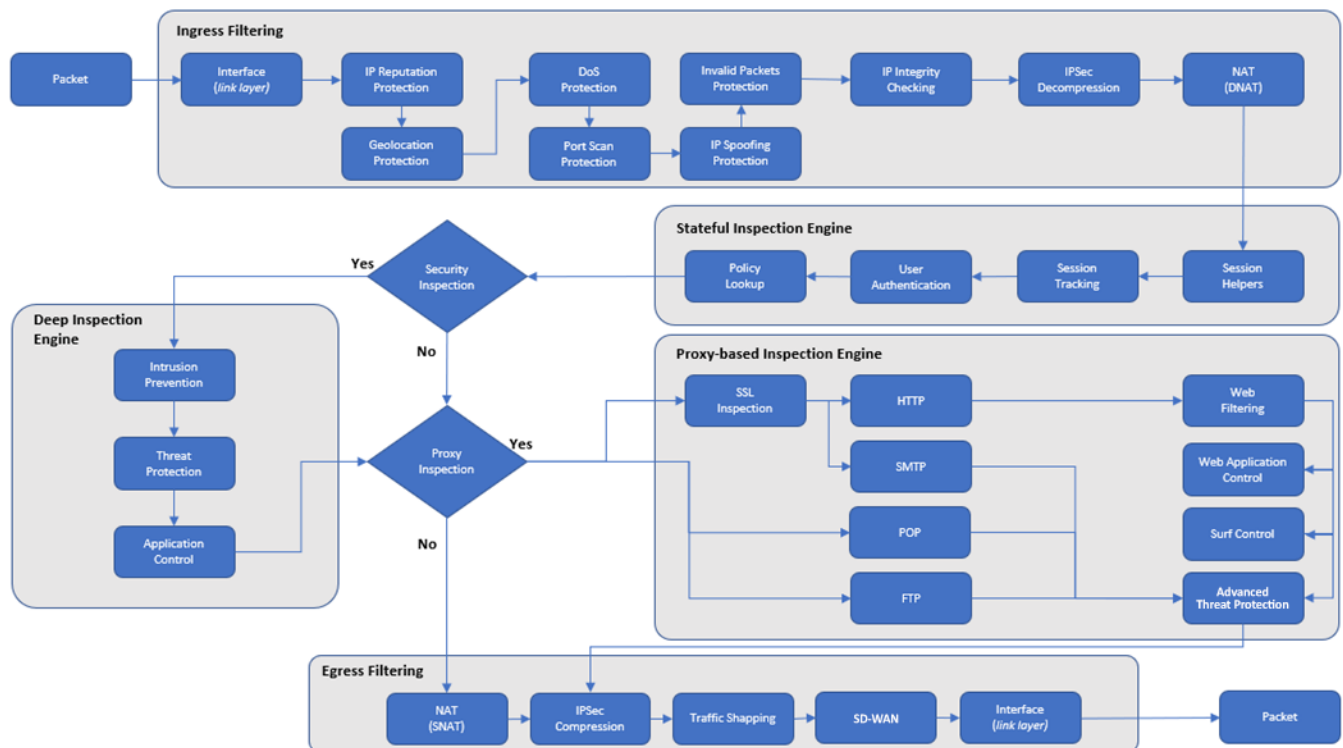 Ingress Filtering
Packet
Interface
(link layer)
IP Reputation
Protection
Geolocation
Protection
DoS
Protection
Port Scan
Protection
Invalid Packets
Protection
IP Spoofing
Protection
IP Integrity
Checking
IPSec
Decompression
NAT
(DNAT)
Stateful Inspection Engine
Session
Helpers
Session
Tracking
User
Authentication
Policy
Lookup
Security
Inspection
Yes
No
Deep Inspection
Engine
Intrusion
Prevention
Threat
Protection
Application
Control
Proxy
Inspection
Yes
No
Proxy-based Inspection Engine
SSL
Inspection
HTTP
SMTP
POP
FTP
Web
Filtering
Web Application
Control
Surf Control
Advanced
Threat Protection
Egress Filtering
NAT
(SNAT)
IPSec
Compression
Traffic Shapping
SD-WAN
Interface
(link layer)
Packet